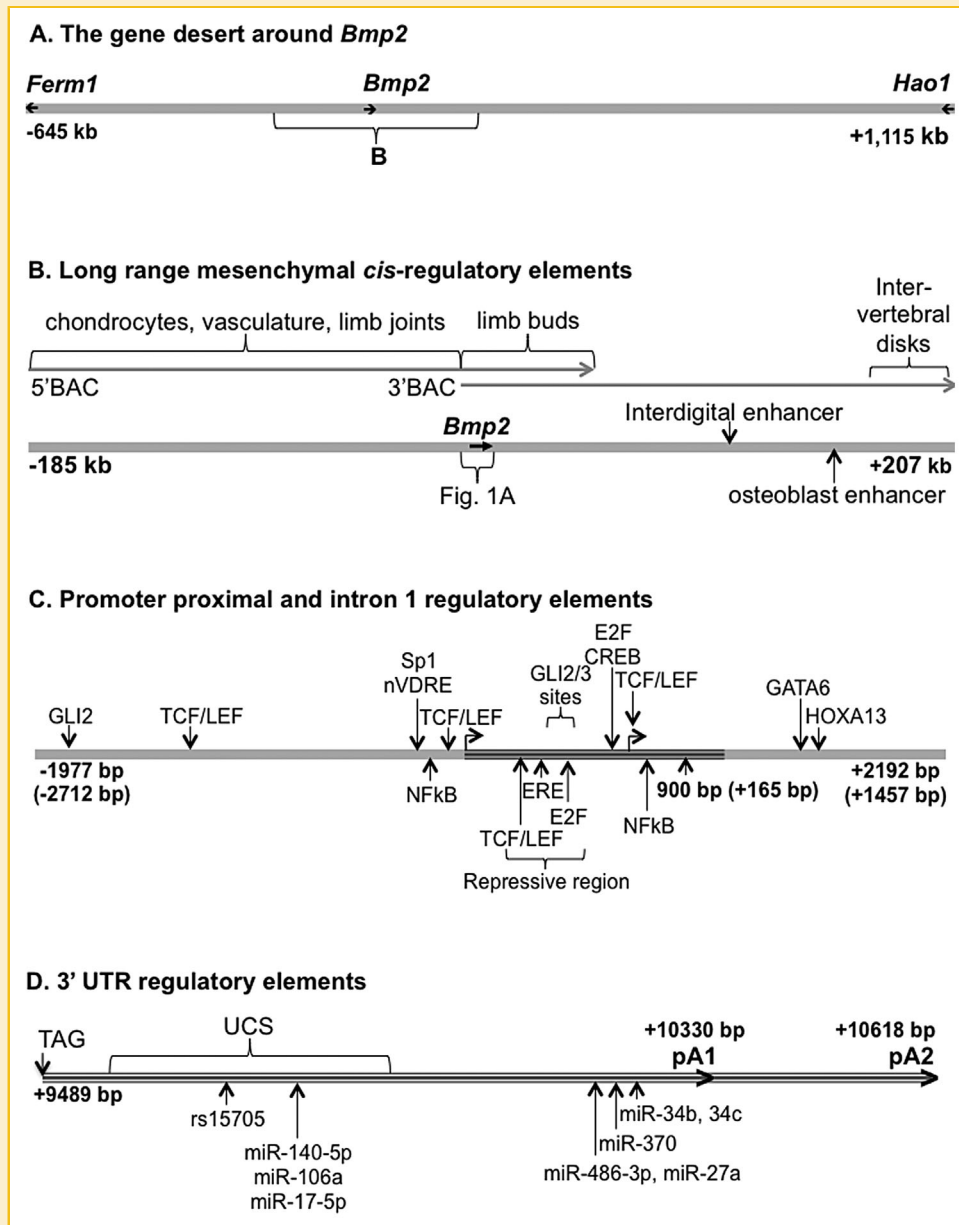 A. The gene desert around Bmp2
Ferm1
Bmp2
Hao1
-645 kb
B
+1,115 kb
B. Long range mesenchymal cis-regulatory elements
chondrocytes, vasculature, limb joints
limb buds
Inter-
vertebral
disks
5'BAC
3'BAC
Interdigital enhancer
Bmp2
-185 kb
+207 kb
Fig. 1A
osteoblast enhancer
C. Promoter proximal and intron 1 regulatory elements
GLI2
TCF/LEF
Sp1
nVDRE
TCF/LEF
GLI2/3
sites
E2F
CREB
TCF/LEF
GATA6
HOXA13
-1977 bp
(-2712 bp)
NFkB
ERE
E2F
TCF/LEF
Repressive region
NFkB
900 bp (+165 bp)
+2192 bp
(+1457 bp)
D. 3' UTR regulatory elements
TAG
UCS
+10330 bp
pA1
+10618 bp
pA2
+9489 bp
rs15705
miR-140-5p
miR-106a
miR-17-5p
miR-34b, 34c
miR-370
miR-486-3p, miR-27a